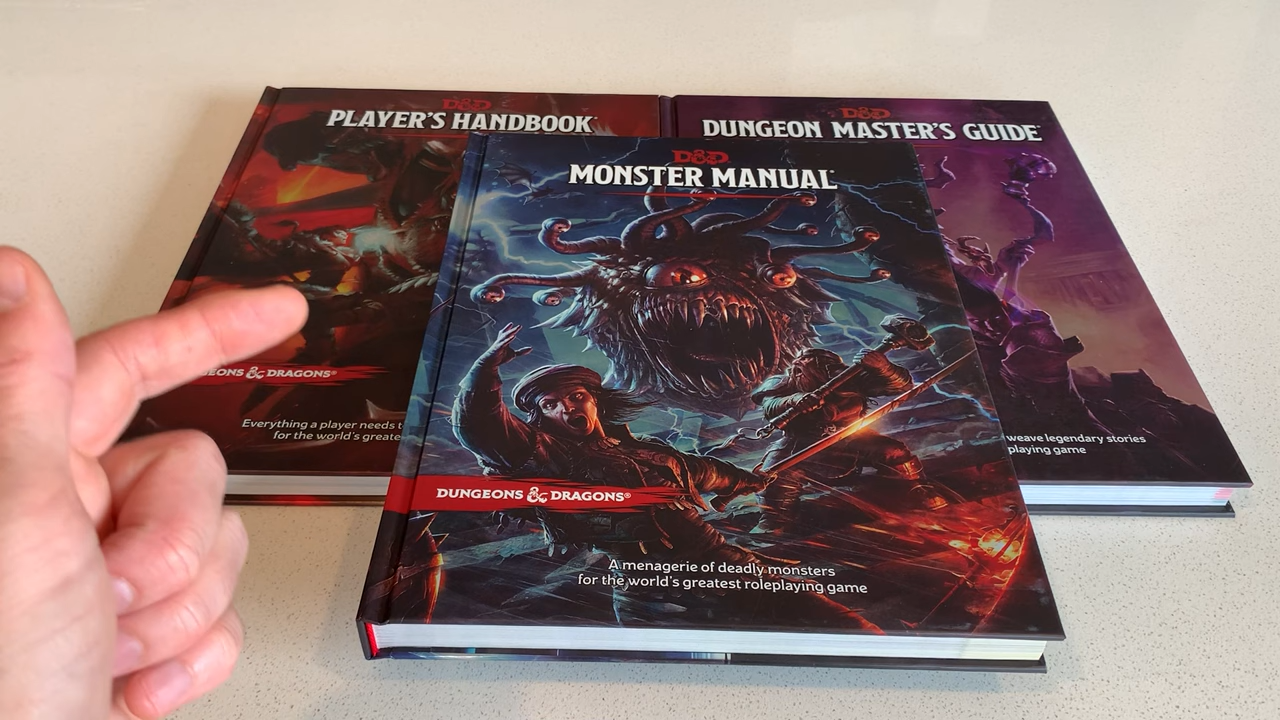 D&D
PLAYER'S HANDBOOK
D&D
DUNGEON MASTER'S GUIDE
D&D
MONSTER MANUAL
EONS & DRAGONS®
Everything a player needs t
for the world's greate
weave legendary stories
playing game
DUNGEONS & DRAGONS®
A menagerie of deadly monsters
for the world's greatest roleplaying game